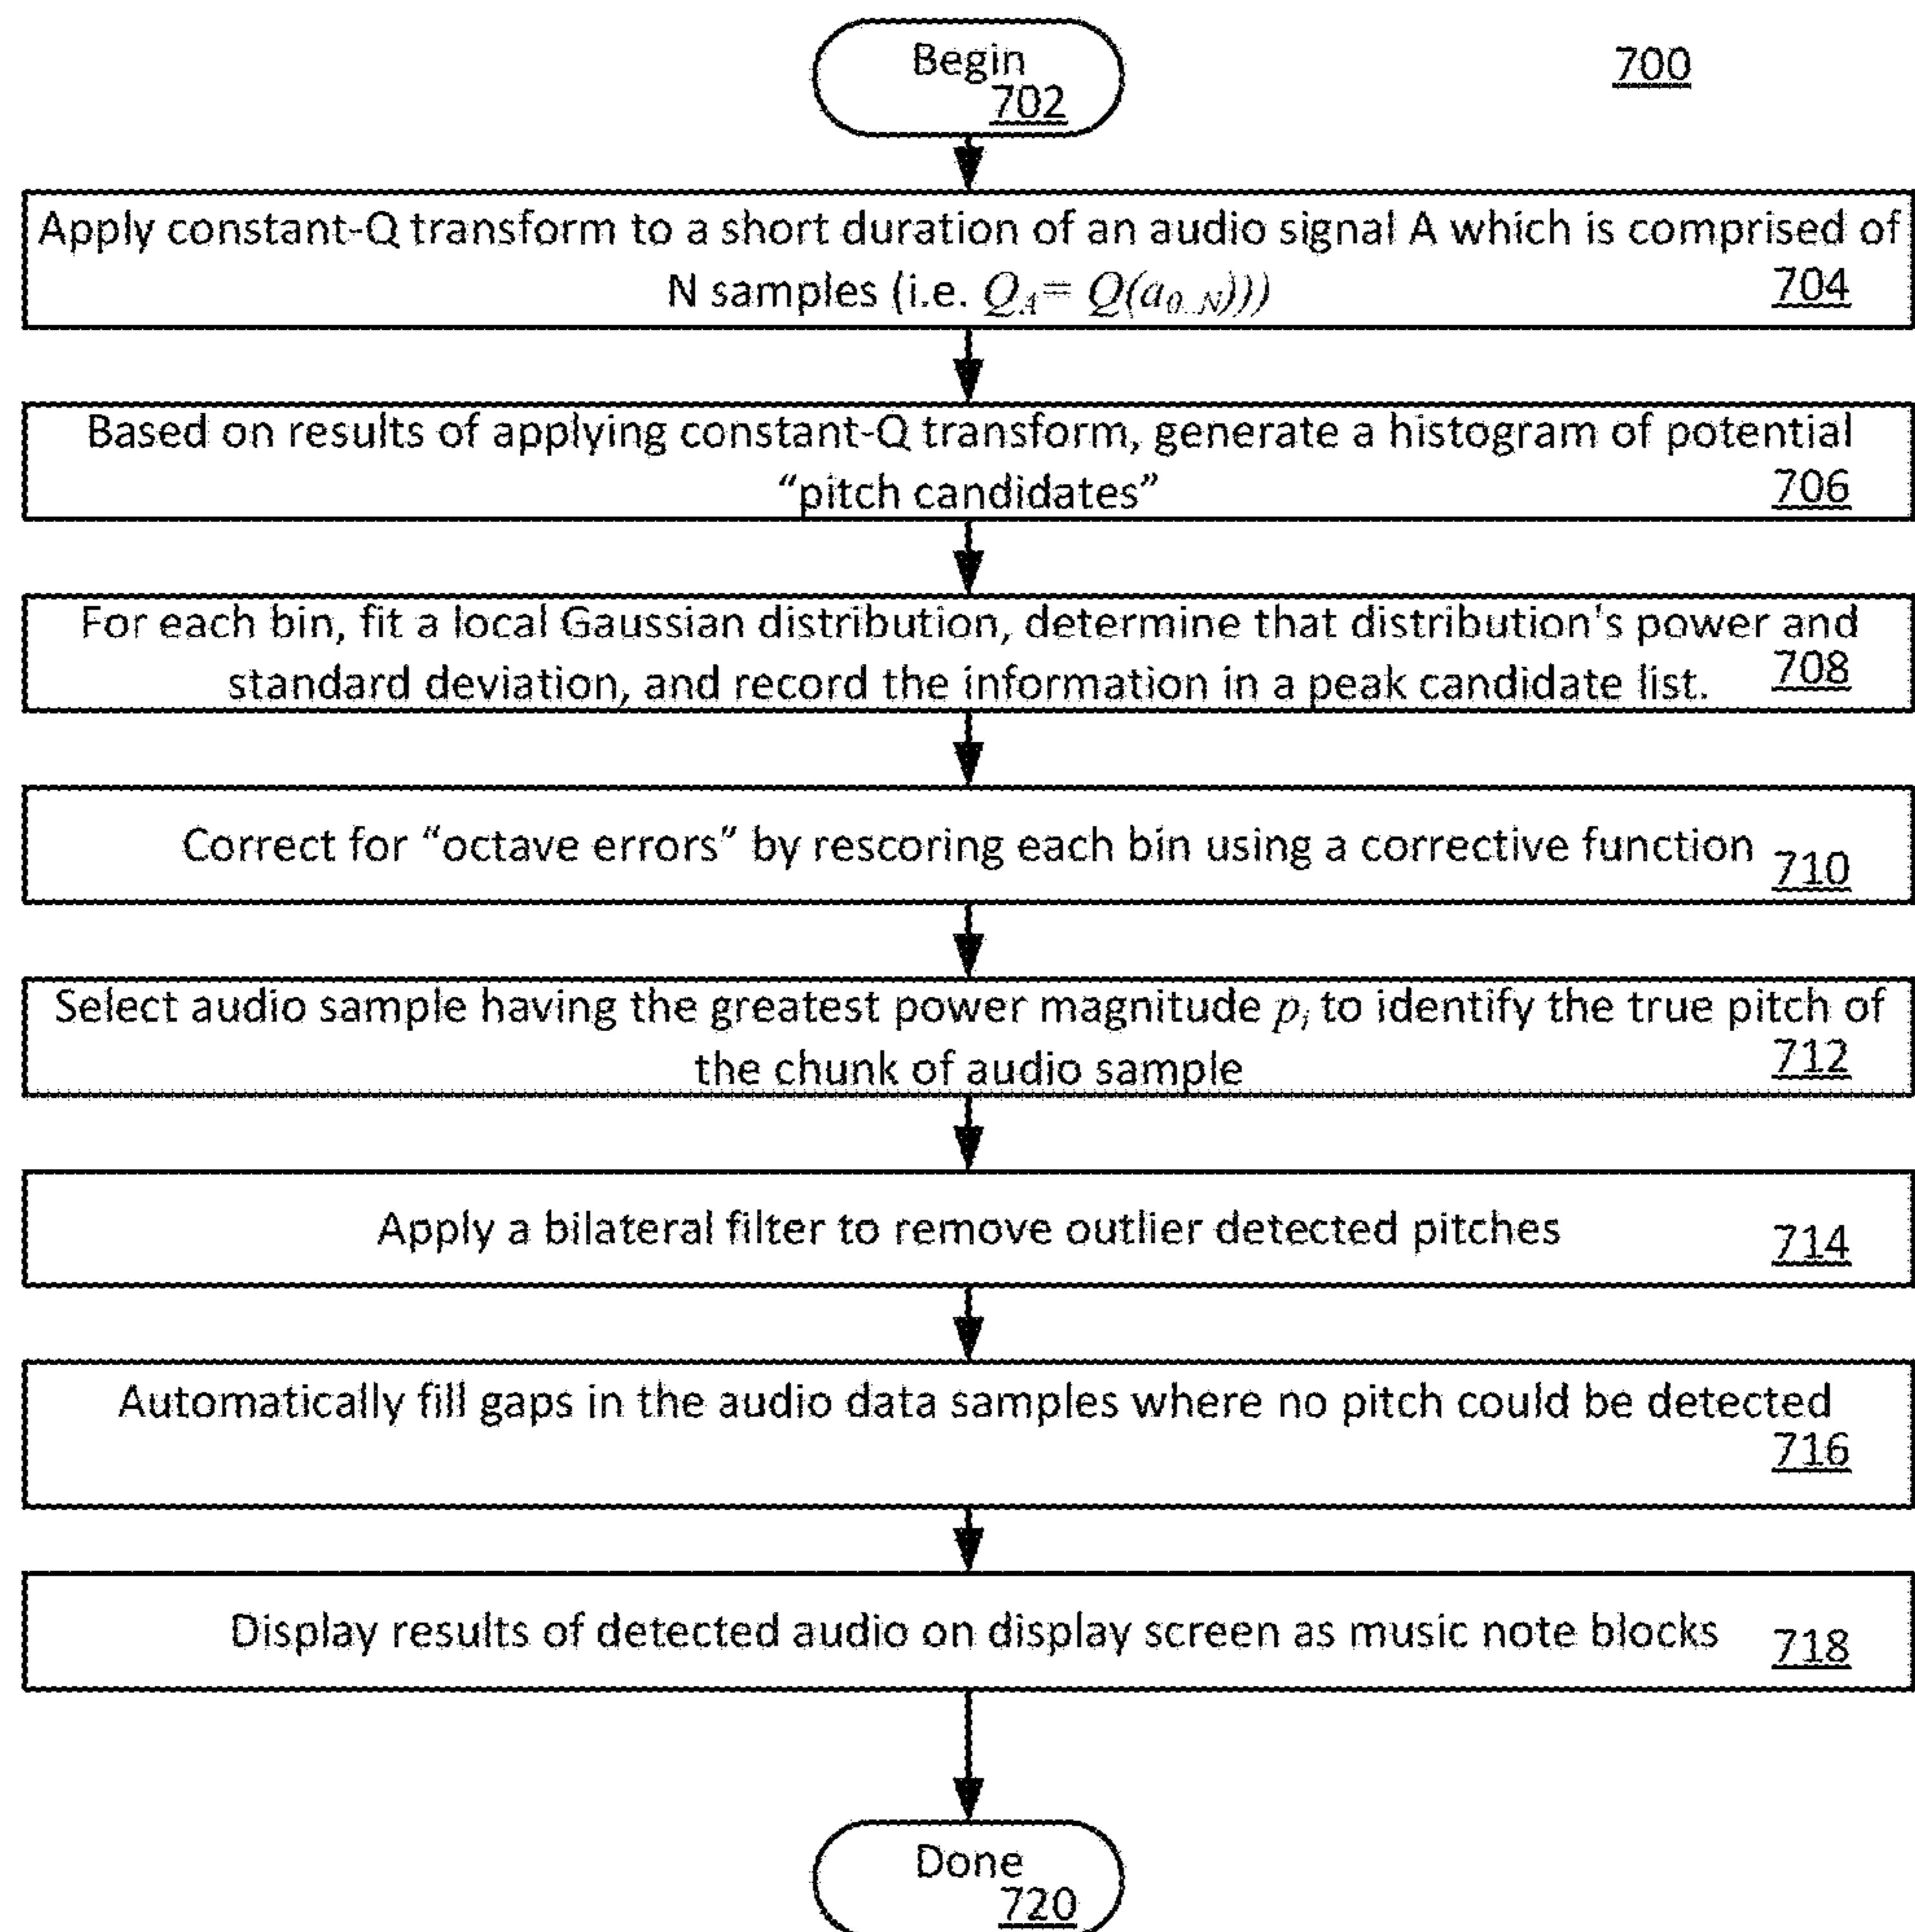 Begin
702
700
Apply constant-Q transform to a short duration of an audio signal A which is comprised of
N samples (i.e. Q_A= Q(a_0..N)))
704
Based on results of applying constant-Q transform, generate a histogram of potential
“pitch candidates”
706
For each bin, fit a local Gaussian distribution, determine that distribution's power and
standard deviation, and record the information in a peak candidate list.
708
Correct for “octave errors” by rescoring each bin using a corrective function
710
Select audio sample having the greatest power magnitude p_i to identify the true pitch of
the chunk of audio sample
712
Apply a bilateral filter to remove outlier detected pitches
714
Automatically fill gaps in the audio data samples where no pitch could be detected
716
Display results of detected audio on display screen as music note blocks
718
Done
720